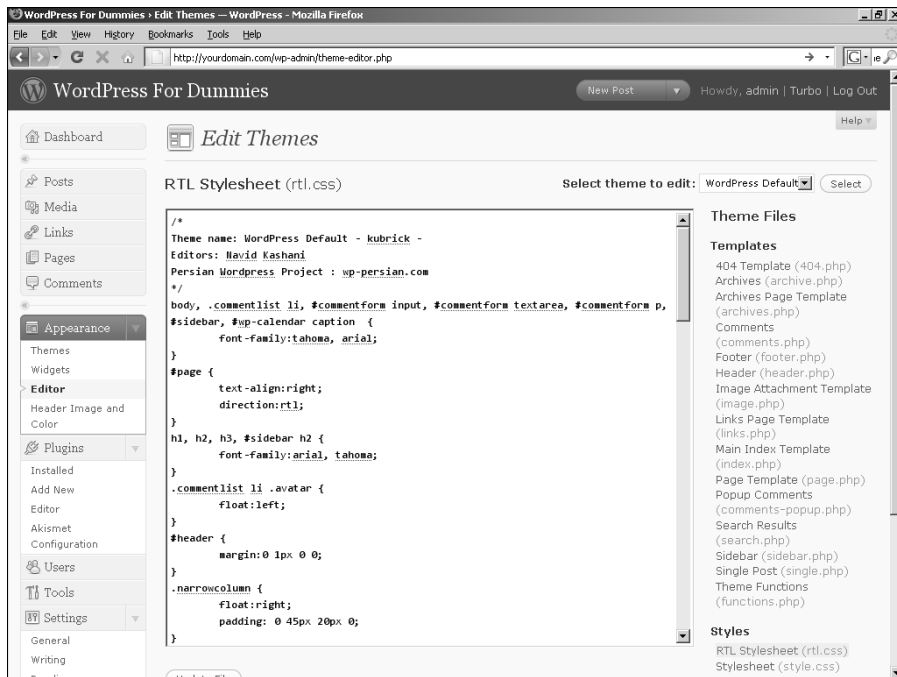 WordPress For Dummies › Edit Themes — WordPress - Mozilla Firefox
File Edit View History Bookmarks Tools Help
http://yourdomain.com/wp-admin/theme-editor.php
WordPress For Dummies
New Post
Howdy, admin | Turbo | Log Out
Help
Dashboard
Posts
Media
Links
Pages
Comments
Appearance
Themes
Widgets
Editor
Header Image and
Color
Plugins
Installed
Add New
Editor
Akismet
Configuration
Users
Tools
Settings
General
Writing
Edit Themes
RTL Stylesheet (rtl.css)
Select theme to edit: WordPress Default Select
/*
Theme name: WordPress Default - kubrick -
Editors: Navid Kashani
Persian Wordpress Project : wp-persian.com
*/
body, .commentlist li, #commentform input, #commentform textarea, #commentform p,
#sidebar, #wp-calendar caption {
font-family:tahoma, arial;
}
#page {
text-align:right;
direction:rtl;
}
h1, h2, h3, #sidebar h2 {
font-family:arial, tahoma;
}
.commentlist li .avatar {
float:left;
}
#header {
margin:0 1px 0 0;
}
.narrowcolumn {
float:right;
padding: 0 45px 20px 0;
}
Theme Files
Templates
404 Template (404.php)
Archives (archive.php)
Archives Page Template
(archives.php)
Comments
(comments.php)
Footer (footer.php)
Header (header.php)
Image Attachment Template
(image.php)
Links Page Template
(links.php)
Main Index Template
(index.php)
Page Template (page.php)
Popup Comments
(comments-popup.php)
Search Results
(search.php)
Sidebar (sidebar.php)
Single Post (single.php)
Theme Functions
(functions.php)
Styles
RTL Stylesheet (rtl.css)
Stylesheet (style.css)